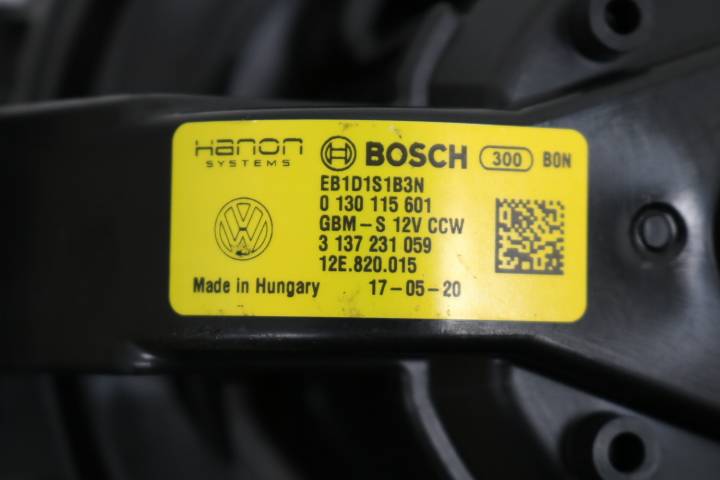 Hanon SYSTEMS BOSCH 300 B0N
EB1D1S1B3N
0 130 115 601
GBM-S 12V CCW
3 137 231 059
12E.820.015
Made in Hungary 17-05-20